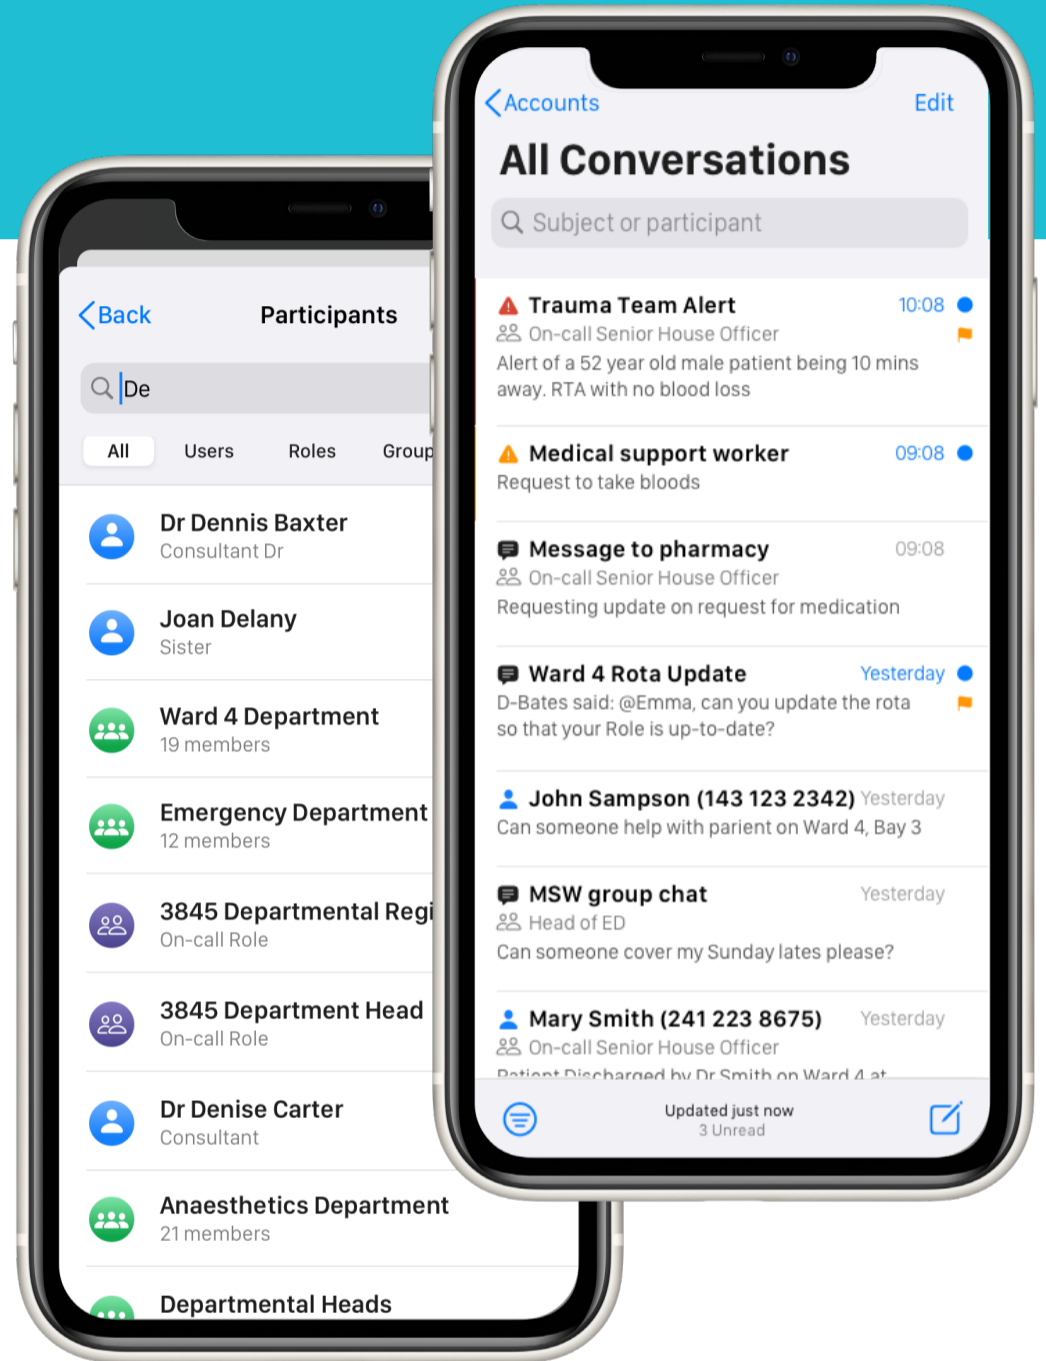 Accounts
Edit
All Conversations
Subject or participant
Trauma Team Alert 10:08
On-call Senior House Officer
Alert of a 52 year old male patient being 10 mins
away. RTA with no blood loss
Medical support worker 09:08
Request to take bloods
Message to pharmacy 09:08
On-call Senior House Officer
Requesting update on request for medication
Ward 4 Rota Update Yesterday
D-Bates said: @Emma, can you update the rota
so that your Role is up-to-date?
John Sampson (143 123 2342) Yesterday
Can someone help with parient on Ward 4, Bay 3
MSW group chat Yesterday
Head of ED
Can someone cover my Sunday lates please?
Mary Smith (241 223 8675) Yesterday
On-call Senior House Officer
Patient Discharged by Dr Smith on Ward 4 at
Updated just now
3 Unread
Back
Participants
De
All Users Roles Group
Dr Dennis Baxter
Consultant Dr
Joan Delany
Sister
Ward 4 Department
19 members
Emergency Department
12 members
3845 Departmental Regi
On-call Role
3845 Department Head
On-call Role
Dr Denise Carter
Consultant
Anaesthetics Department
21 members
Departmental Heads